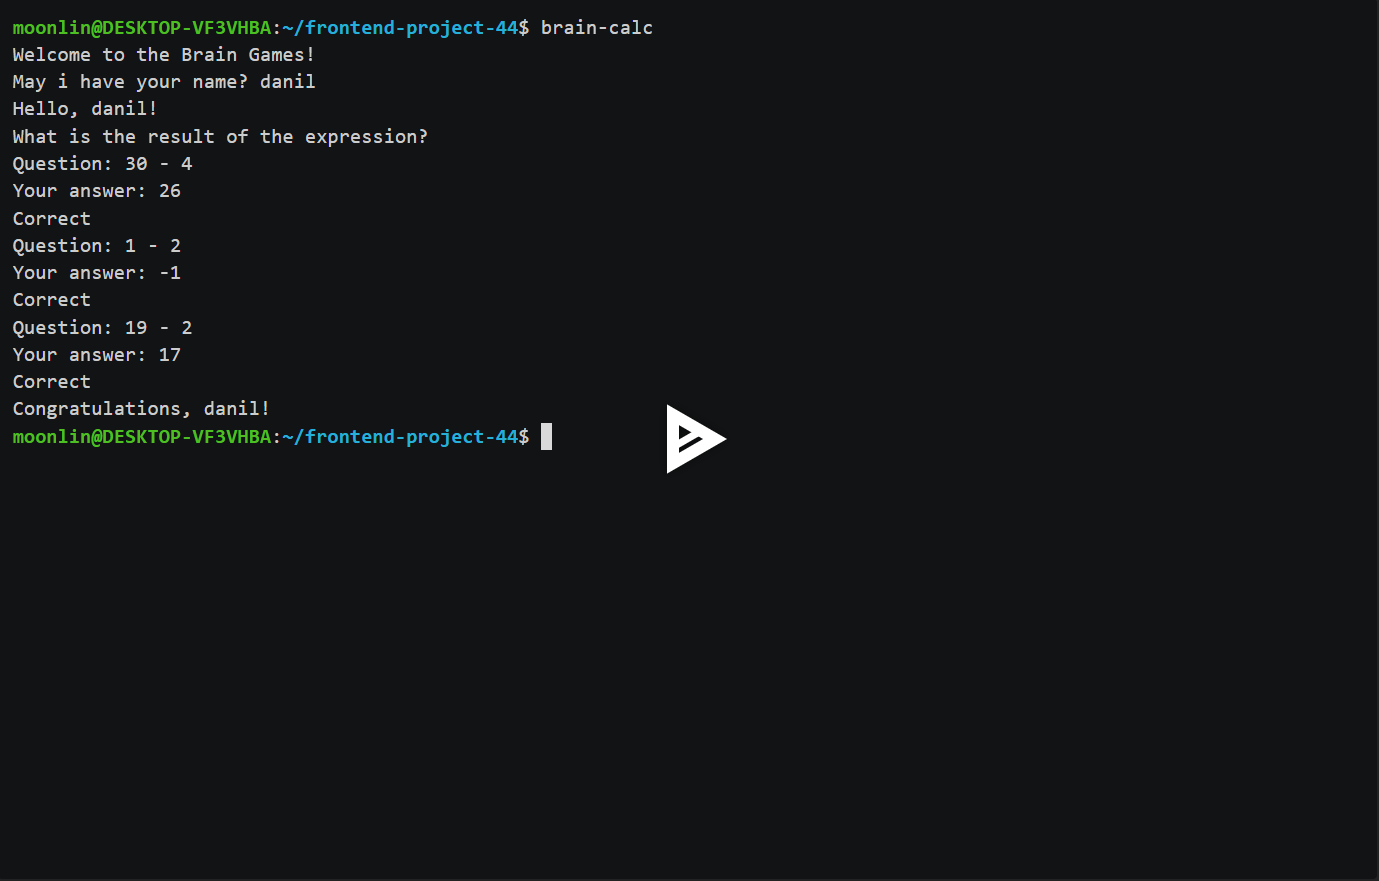 moonlin@DESKTOP-VF3VHBA:~/frontend-project-44$ brain-calc
Welcome to the Brain Games!
May i have your name? danil
Hello, danil!
What is the result of the expression?
Question: 30 - 4
Your answer: 26
Correct
Question: 1 - 2
Your answer: -1
Correct
Question: 19 - 2
Your answer: 17
Correct
Congratulations, danil!
moonlin@DESKTOP-VF3VHBA:~/frontend-project-44$